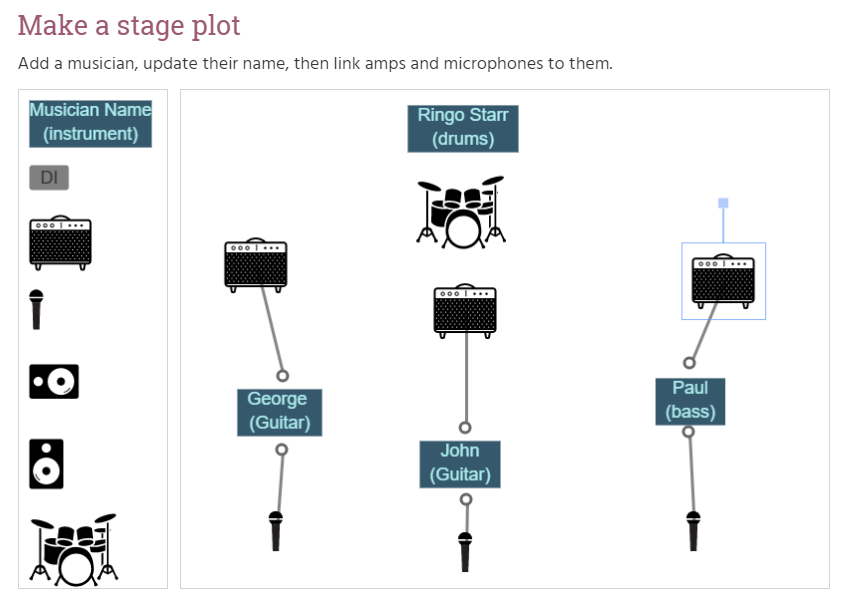 Make a stage plot
Add a musician, update their name, then link amps and microphones to them.
Musician Name
(instrument)
DI
Ringo Starr
(drums)
George
(Guitar)
John
(Guitar)
Paul
(bass)